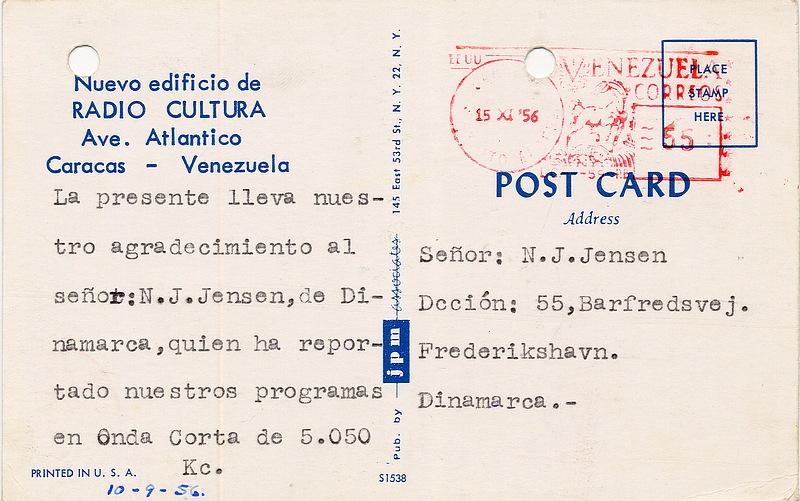 Nuevo edificio de
RADIO CULTURA
Ave. Atlantico
Caracas - Venezuela
La presente lleva nues-
tro agradecimiento al
señor:N.J.Jensen,de Di-
namarca,quien ha repor-
tado nuestros programas
en Onda Corta de 5.050
Kc.
PRINTED IN U. S. A.
10-9-56.
Pub. by jpm associates 145 East 53rd St., N. Y. 22, N. Y.
S1538
EE UU
VENEZUELA
CORREOS
15 XI '56
55
PLACE
STAMP
HERE
POST CARD
Address
Señor: N.J.Jensen
Dcción: 55,Barfredsvej.
Frederikshavn.
Dinamarca.-